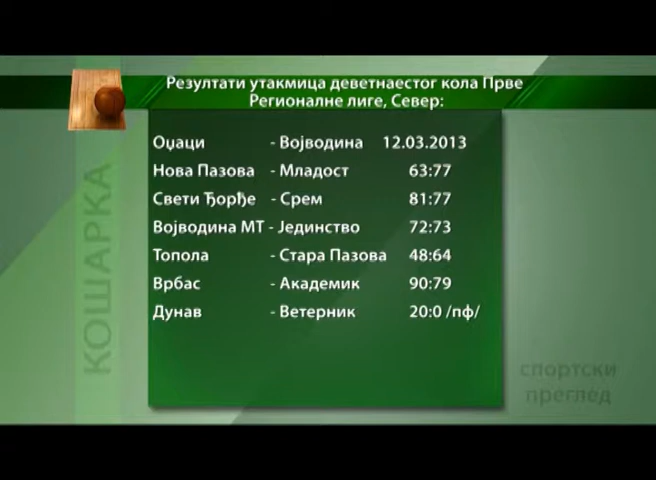 Резултати утакмица деветнаестог кола Прве
Регионалне лиге, Север:
Оџаци - Војводина 12.03.2013
Нова Пазова - Младост 63:77
Свети Ђорђе - Срем 81:77
Војводина МТ - Јединство 72:73
Топола - Стара Пазова 48:64
Врбас - Академик 90:79
Дунав - Ветерник 20:0 /пф/
КОШАРКА
спортски
преглед